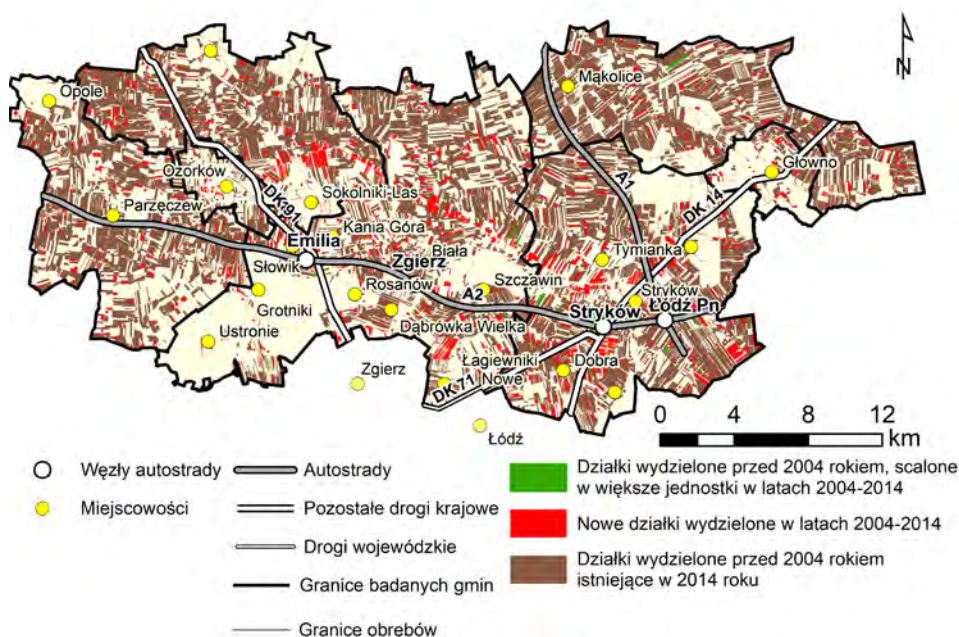 N
Opole
Mąkolice
Głowno
A1
DK 14
Ozorków
DK 91
Sokolniki-Las
Parzęczew
Kania Góra
Emilia
Biała
Tymianka
Słowik
Zgierz
Szczawin
Rosanów
A2
Stryków
Grotniki
Stryków
Łódź Pn
Dąbrówka Wielka
Ustronie
Łagiewniki
Nowe
Dobra
Zgierz
DK 71
Łódź
0 4 8 12
km
Węzły autostrady
Miejscowości
Autostrady
Pozostałe drogi krajowe
Drogi wojewódzkie
Granice badanych gmin
Granice obrębów
Działki wydzielone przed 2004 rokiem, scalone
w większe jednostki w latach 2004-2014
Nowe działki wydzielone w latach 2004-2014
Działki wydzielone przed 2004 rokiem
istniejące w 2014 roku